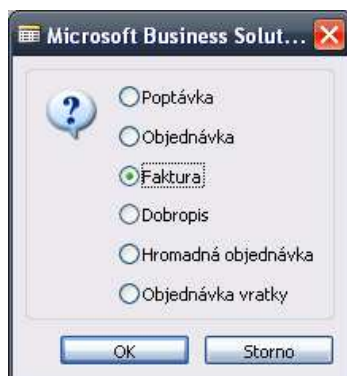 Microsoft Business Solut...
Poptávka
Objednávka
Faktura
Dobropis
Hromadná objednávka
Objednávka vratky
OK
Storno